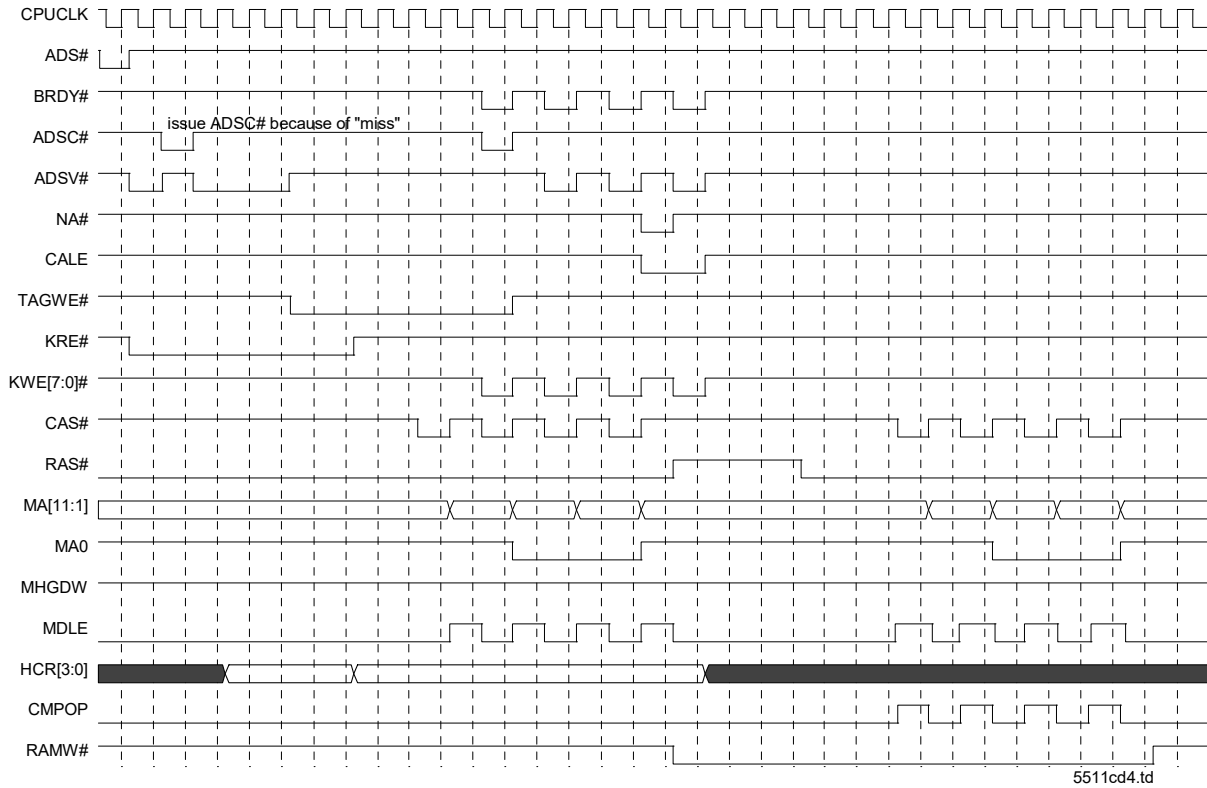 CPUCLK
ADS#
BRDY#
issue ADSC# because of "miss"
ADSC#
ADSV#
NA#
CALE
TAGWE#
KRE#
KWE[7:0]#
CAS#
RAS#
MA[11:1]
MA0
MHGDW
MDLE
HCR[3:0]
CMPOP
RAMW#
5511cd4.td